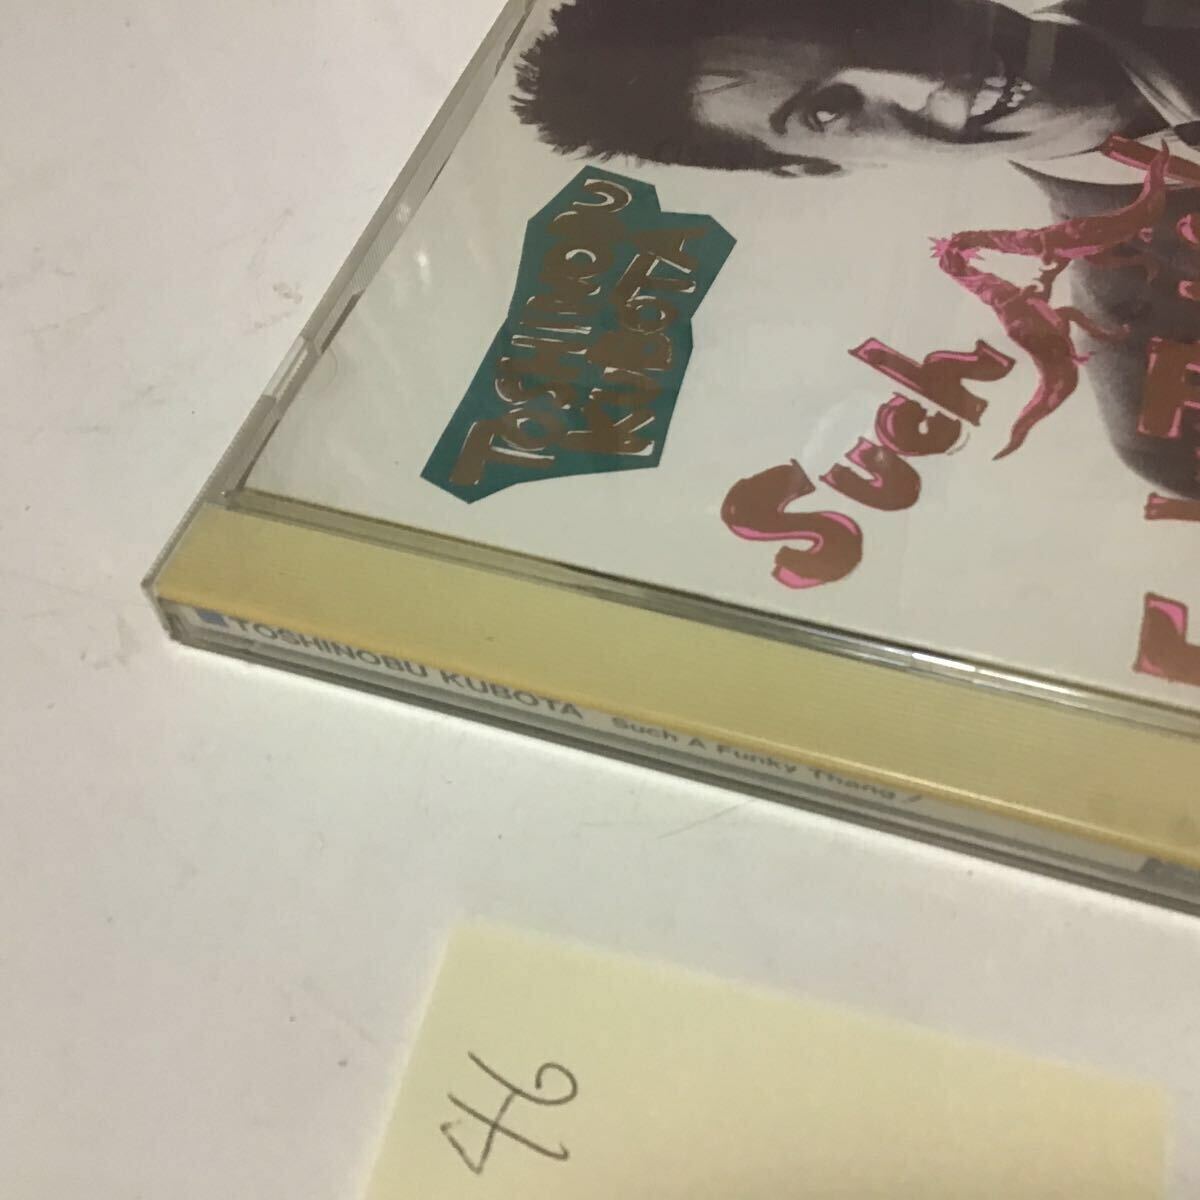 TOSHINOBU
KUBOTA
Such A
TOSHINOBU KUBOTA Such A Funky Thang!
46